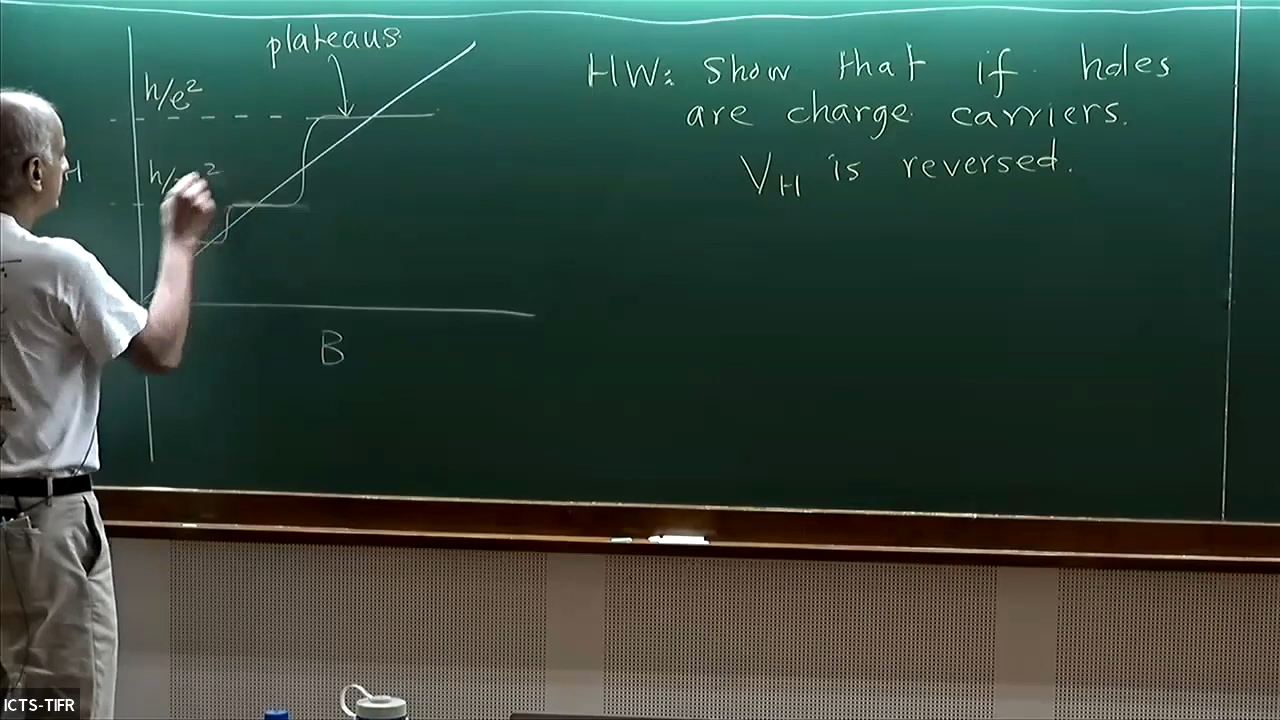 plateaus
h/e²
H
B
HW: Show that if holes
are charge carriers.
V_H is reversed.
ICTS-TIFR